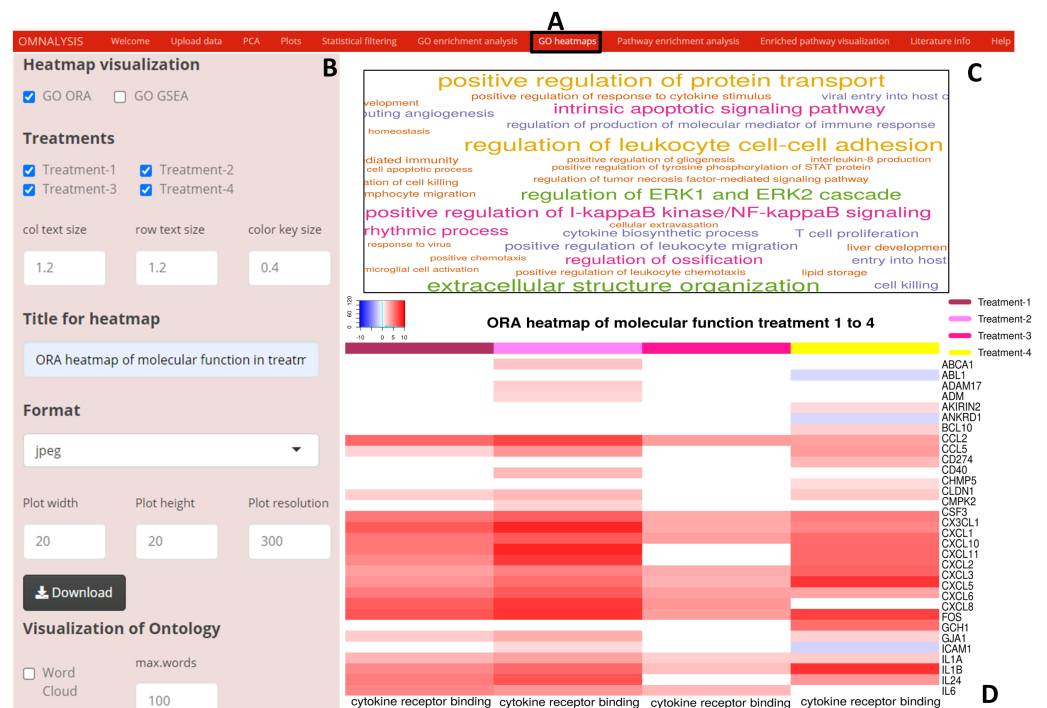 A
OMNALYSIS Welcome Upload data PCA Plots Statistical filtering GO enrichment analysis GO heatmaps Pathway enrichment analysis Enriched pathway visualization Literature info Help
B
Heatmap visualization
GO ORA GO GSEA
Treatments
Treatment-1 Treatment-2
Treatment-3 Treatment-4
col text size row text size color key size
1.2 1.2 0.4
Title for heatmap
ORA heatmap of molecular function in treatm
Format
jpeg
Plot width Plot height Plot resolution
20 20 300
Download
Visualization of Ontology
Word Cloud max.words
100
C
positive regulation of protein transport
positive regulation of response to cytokine stimulus viral entry into host c
velopment intrinsic apoptotic signaling pathway
uting angiogenesis
regulation of production of molecular mediator of immune response
homeostasis
regulation of leukocyte cell-cell adhesion
diated immunity positive regulation of gliogenesis interleukin-8 production
cell apoptotic process positive regulation of tyrosine phosphorylation of STAT protein
ation of cell killing regulation of tumor necrosis factor-mediated signaling pathway
mphocyte migration regulation of ERK1 and ERK2 cascade
positive regulation of I-kappaB kinase/NF-kappaB signaling
cellular extravasation
rhythmic process cytokine biosynthetic process T cell proliferation
response to virus positive regulation of leukocyte migration liver developmen
positive chemotaxis regulation of ossification entry into host
microglial cell activation positive regulation of leukocyte chemotaxis lipid storage
extracellular structure organization cell killing
0 60 120
-10 0 5 10
ORA heatmap of molecular function treatment 1 to 4
Treatment-1
Treatment-2
Treatment-3
Treatment-4
ABCA1
ABL1
ADAM17
ADM
AKIRIN2
ANKRD1
BCL10
CCL2
CCL5
CD274
CD40
CHMP5
CLDN1
CMPK2
CSF3
CX3CL1
CXCL1
CXCL10
CXCL11
CXCL2
CXCL3
CXCL5
CXCL6
CXCL8
FOS
GCH1
GJA1
ICAM1
IL1A
IL1B
IL24
IL6
D
cytokine receptor binding cytokine receptor binding cytokine receptor binding cytokine receptor binding